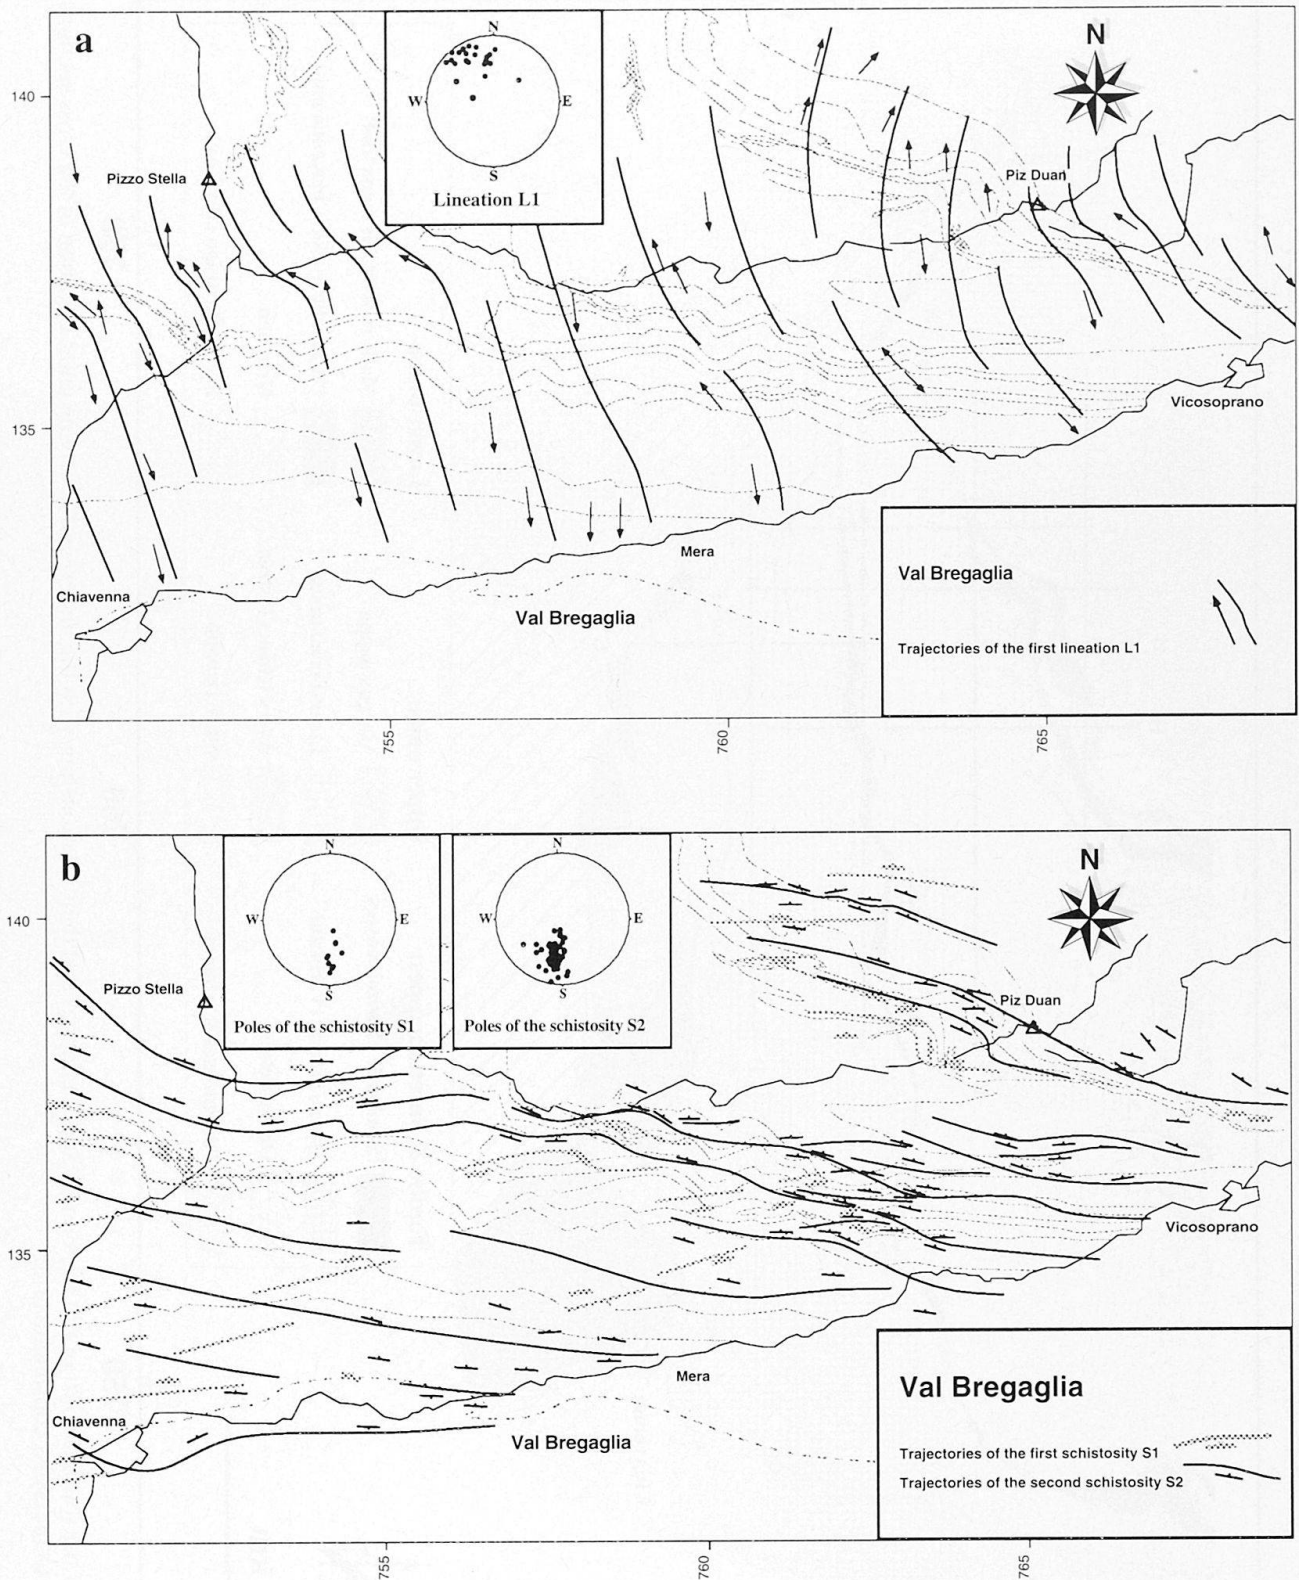 a
N
W E
S
Lineation L1
N
140
Pizzo Stella
Piz Duan
135
Vicosoprano
Mera
Chiavenna
Val Bregaglia
Val Bregaglia
Trajectories of the first lineation L1
755
760
765
b
N
W E
S
Poles of the schistosity S1
N
W E
S
Poles of the schistosity S2
N
140
Pizzo Stella
Piz Duan
135
Vicosoprano
Mera
Chiavenna
Val Bregaglia
Val Bregaglia
Trajectories of the first schistosity S1
Trajectories of the second schistosity S2
755
760
765